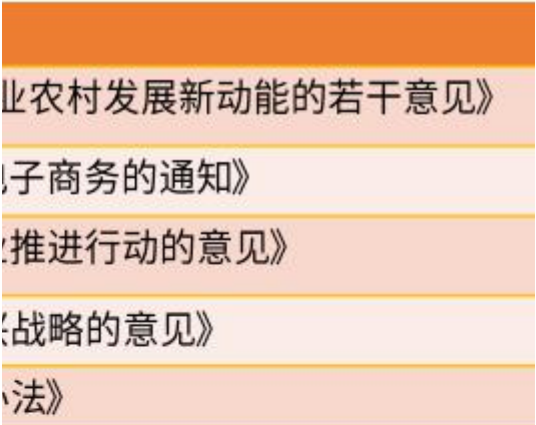 业农村发展新动能的若干意见》
子商务的通知》
推进行动的意见》
战略的意见》
法》